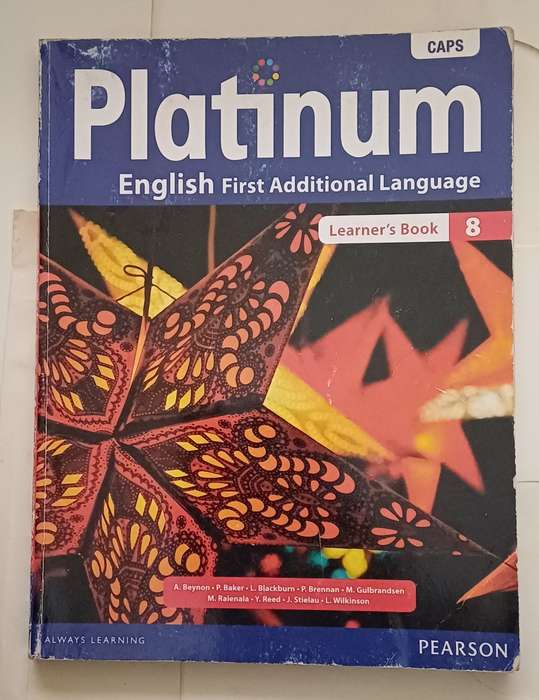 CAPS
Platinum
English First Additional Language
Learner's Book 8
A. Beynon • P. Baker • L. Blackburn • P. Brennan • M. Gulbrandsen
M. Ralenala • Y. Reed • J. Stielau • L. Wilkinson
ALWAYS LEARNING
PEARSON